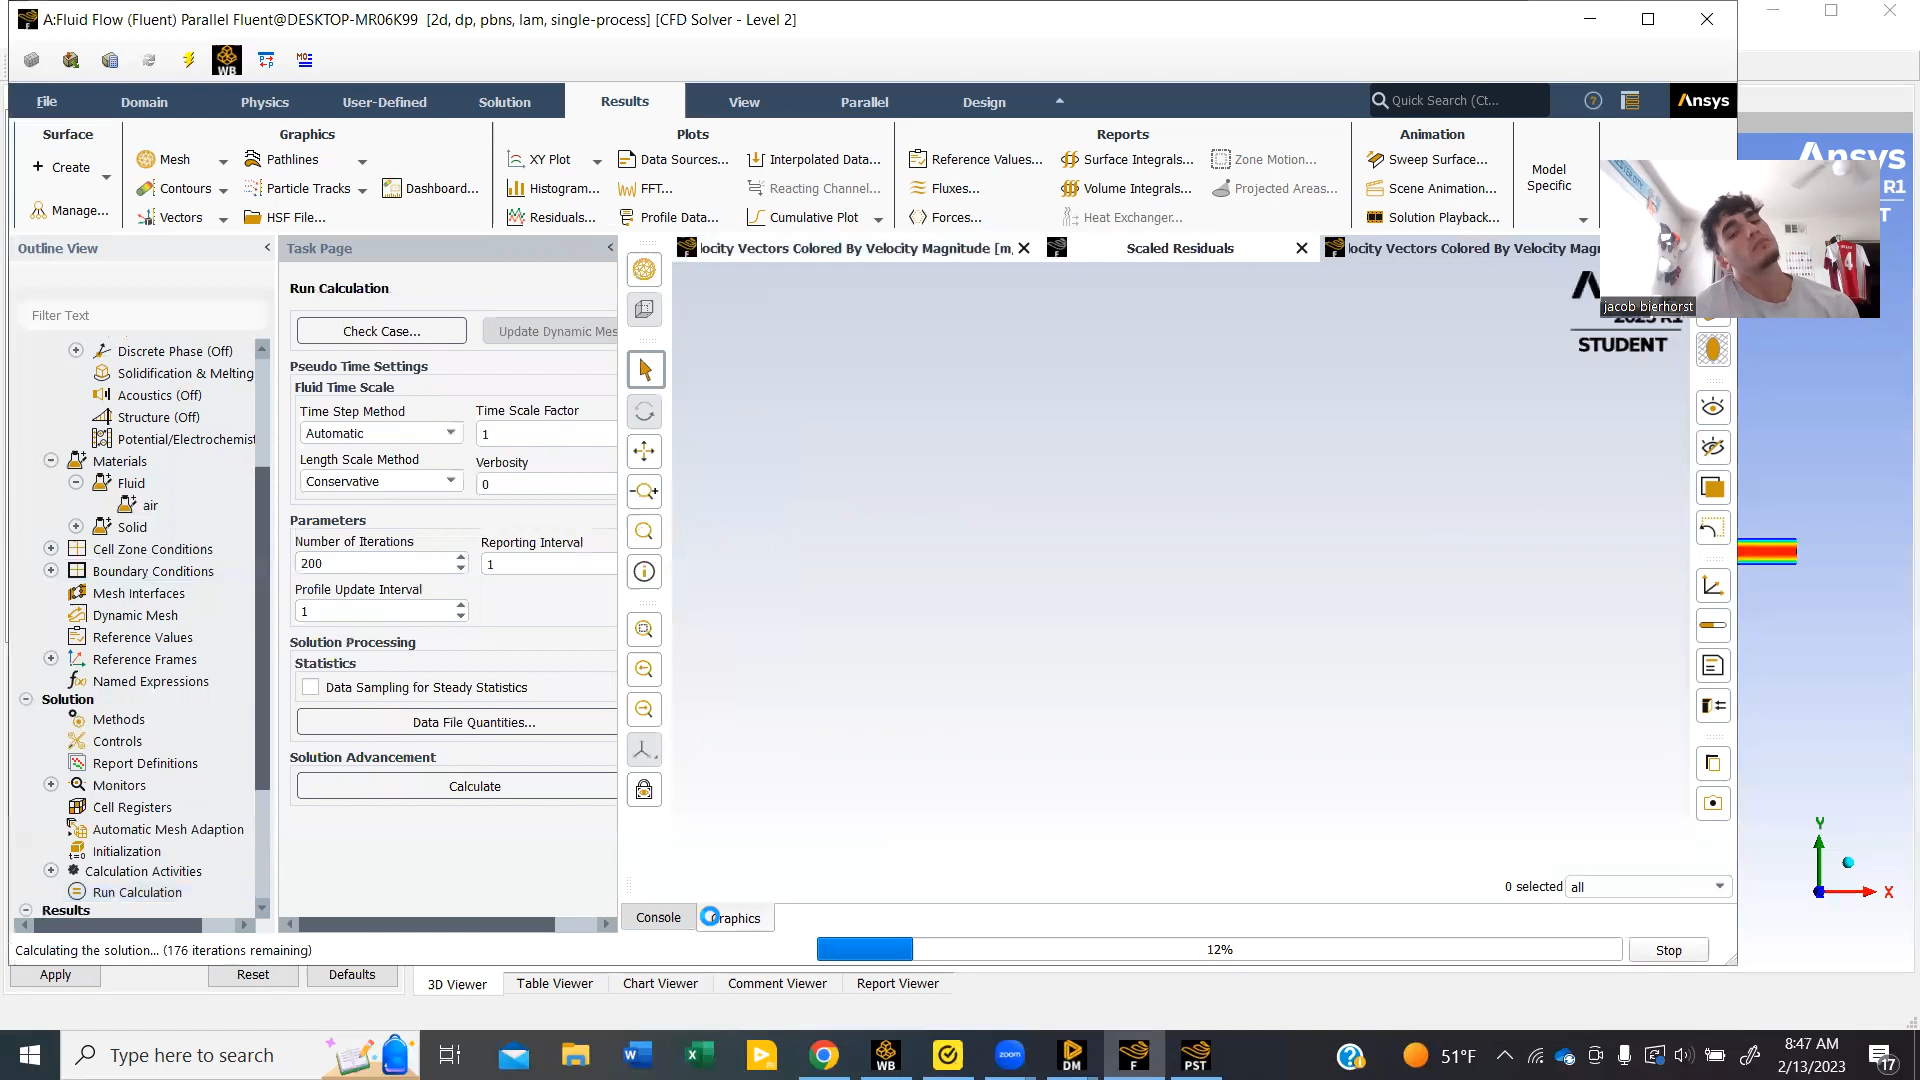 A:Fluid Flow (Fluent) Parallel Fluent@DESKTOP-MR06K99 [2d, dp, pbns, lam, single-process] [CFD Solver - Level 2]
WB
File Domain Physics User-Defined Solution Results View Parallel Design Quick Search (Ct... Ansys
Surface Graphics Plots Reports Animation
Create Mesh Pathlines XY Plot Data Sources... Interpolated Data... Reference Values... Surface Integrals... Zone Motion... Sweep Surface... Model Specific
Contours Particle Tracks Dashboard... Histogram... FFT... Reacting Channel... Fluxes... Volume Integrals... Projected Areas... Scene Animation...
Manage... Vectors HSF File... Residuals... Profile Data... Cumulative Plot Forces... Heat Exchanger... Solution Playback...
Ansys
R1
jacob bierhorst
Outline View
Task Page
locity Vectors Colored By Velocity Magnitude [m,
Scaled Residuals
locity Vectors Colored By Velocity Magn
2023 R1
STUDENT
Filter Text
Discrete Phase (Off)
Solidification & Melting
Acoustics (Off)
Structure (Off)
Potential/Electrochemist
Materials
Fluid
air
Solid
Cell Zone Conditions
Boundary Conditions
Mesh Interfaces
Dynamic Mesh
Reference Values
Reference Frames
Named Expressions
Solution
Methods
Controls
Report Definitions
Monitors
Cell Registers
Automatic Mesh Adaption
Initialization
Calculation Activities
Run Calculation
Results
Run Calculation
Check Case... Update Dynamic Mes
Pseudo Time Settings
Fluid Time Scale
Time Step Method Time Scale Factor
Automatic 1
Length Scale Method Verbosity
Conservative 0
Parameters
Number of Iterations Reporting Interval
200 1
Profile Update Interval
1
Solution Processing
Statistics
Data Sampling for Steady Statistics
Data File Quantities...
Solution Advancement
Calculate
0 selected all
Console raphics
Calculating the solution... (176 iterations remaining) 12% Stop
Apply Reset Defaults 3D Viewer Table Viewer Chart Viewer Comment Viewer Report Viewer
Y
X
Type here to search
WB zoom DM F PST
51°F
8:47 AM
2/13/2023
17